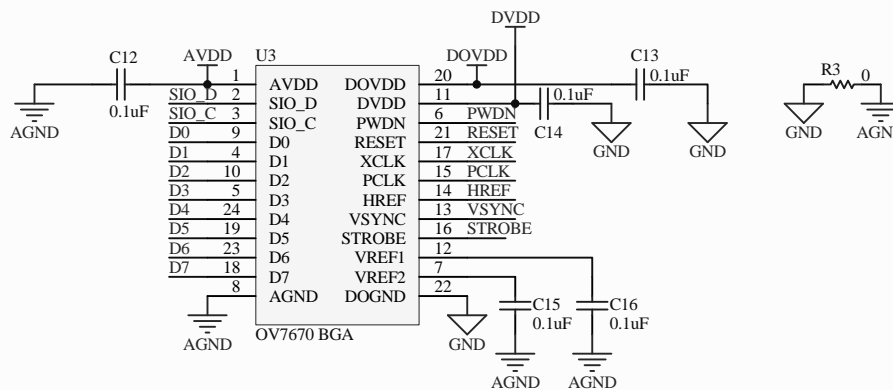 DVDD
C12
AVDD
U3
DOVDD
C13
0.1uF
1
AVDD
DOVDD
20
0.1uF
0.1uF
R3
0
SIO_D
2
SIO_D
DVDD
11
AGND
SIO_C
3
SIO_C
PWDN
6
PWDN
C14
D0
9
D0
RESET
21
RESET
GND
GND
GND
AGN
D1
4
D1
XCLK
17
XCLK
D2
10
D2
PCLK
15
PCLK
D3
5
D3
HREF
14
HREF
D4
24
D4
VSYNC
13
VSYNC
D5
19
D5
STROBE
16
STROBE
D6
23
D6
VREF1
12
D7
18
D7
VREF2
7
8
AGND
DOGND
22
C15
C16
0.1uF
0.1uF
AGND
OV7670 BGA
GND
AGND
AGND